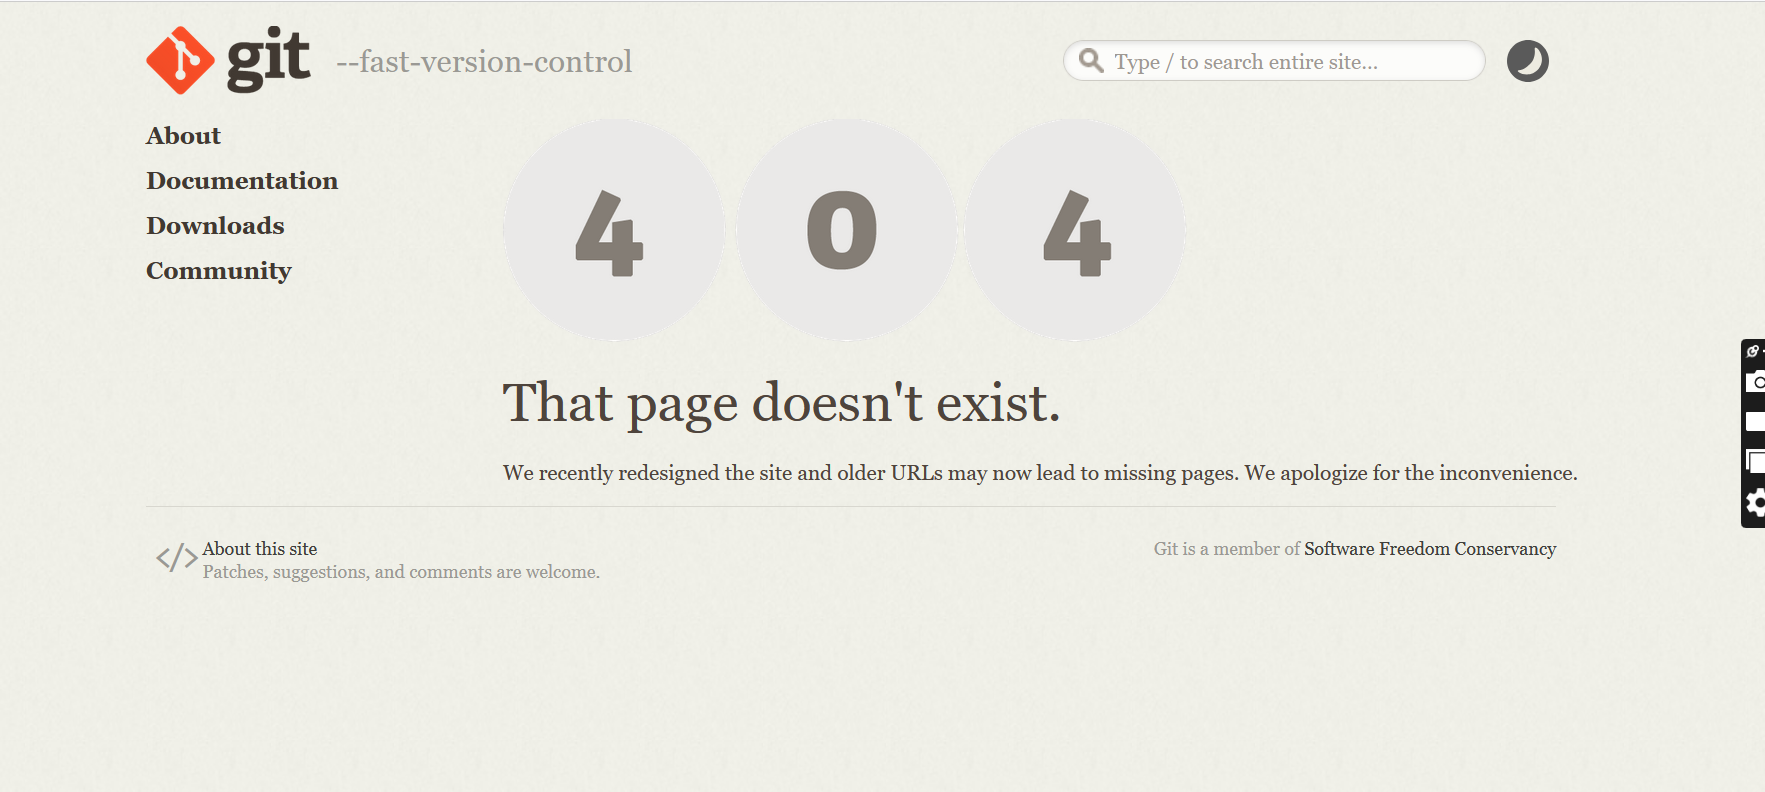 git --fast-version-control
Type / to search entire site...
About
Documentation
Downloads
Community
4 0 4
That page doesn't exist.
We recently redesigned the site and older URLs may now lead to missing pages. We apologize for the inconvenience.
</> About this site
Patches, suggestions, and comments are welcome.
Git is a member of Software Freedom Conservancy